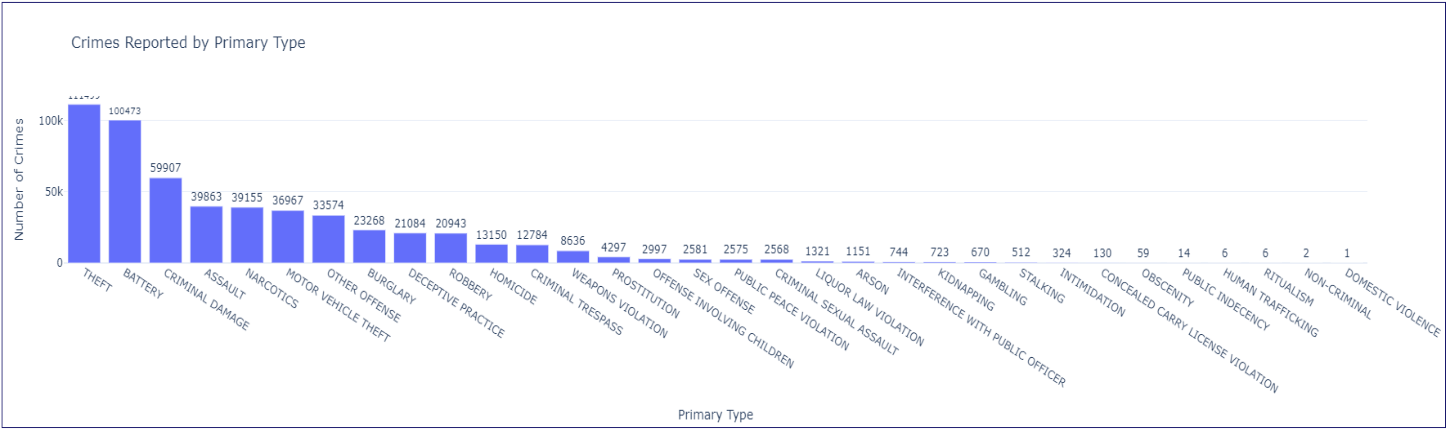 Crimes Reported by Primary Type
Number of Crimes
100k
50k
0
100473
59907
39863
39155
36967
33574
23268
21084
20943
13150
12784
8636
4297
2997
2581
2575
2568
1321
1151
744
723
670
512
324
130
59
14
6
6
2
1
THEFT
BATTERY
CRIMINAL DAMAGE
ASSAULT
NARCOTICS
MOTOR VEHICLE THEFT
OTHER OFFENSE
BURGLARY
DECEPTIVE PRACTICE
ROBBERY
HOMICIDE
CRIMINAL TRESPASS
WEAPONS VIOLATION
PROSTITUTION
OFFENSE INVOLVING CHILDREN
SEX OFFENSE
PUBLIC PEACE VIOLATION
CRIMINAL SEXUAL ASSAULT
LIQUOR LAW VIOLATION
ARSON
INTERFERENCE WITH PUBLIC OFFICER
KIDNAPPING
GAMBLING
STALKING
INTIMIDATION
CONCEALED CARRY LICENSE VIOLATION
OBSCENITY
PUBLIC INDECENCY
HUMAN TRAFFICKING
RITUALISM
NON-CRIMINAL
DOMESTIC VIOLENCE
Primary Type